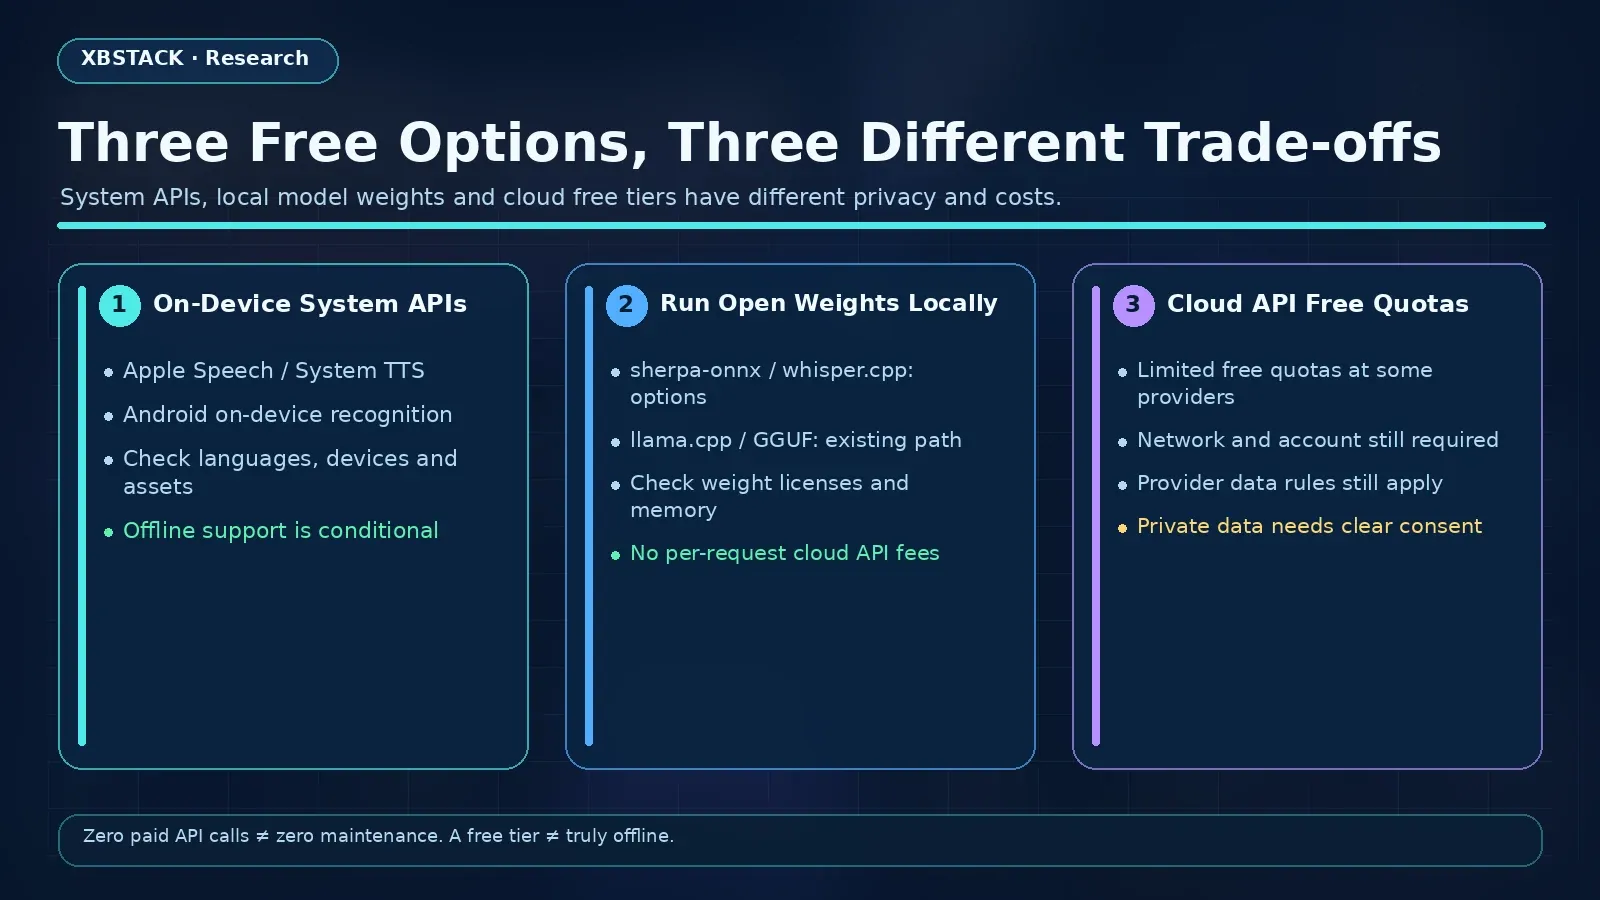 XBSTACK · Research
Three Free Options, Three Different Trade-offs
System APIs, local model weights and cloud free tiers have different privacy and costs.
1 On-Device System APIs
• Apple Speech / System TTS
• Android on-device recognition
• Check languages, devices and
assets
• Offline support is conditional
2 Run Open Weights Locally
• sherpa-onnx / whisper.cpp:
options
• llama.cpp / GGUF: existing path
• Check weight licenses and
memory
• No per-request cloud API fees
3 Cloud API Free Quotas
• Limited free quotas at some
providers
• Network and account still required
• Provider data rules still apply
• Private data needs clear consent
Zero paid API calls ≠ zero maintenance. A free tier ≠ truly offline.